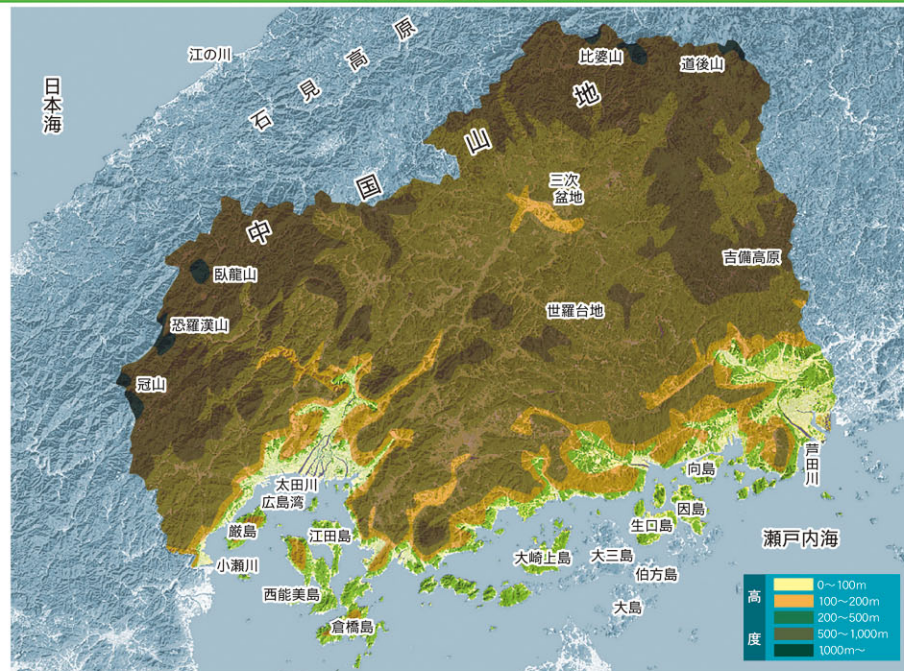 江の川
石見高原
日本海
比婆山
道後山
中国山地
三次
盆地
吉備高原
臥龍山
恐羅漢山
世羅台地
冠山
太田川
広島湾
芦田川
向島
因島
生口島
厳島
江田島
小瀬川
大崎上島
大三島
伯方島
瀬戸内海
西能美島
大島
倉橋島
高度
0〜100m
100〜200m
200〜500m
500〜1,000m
1,000m〜